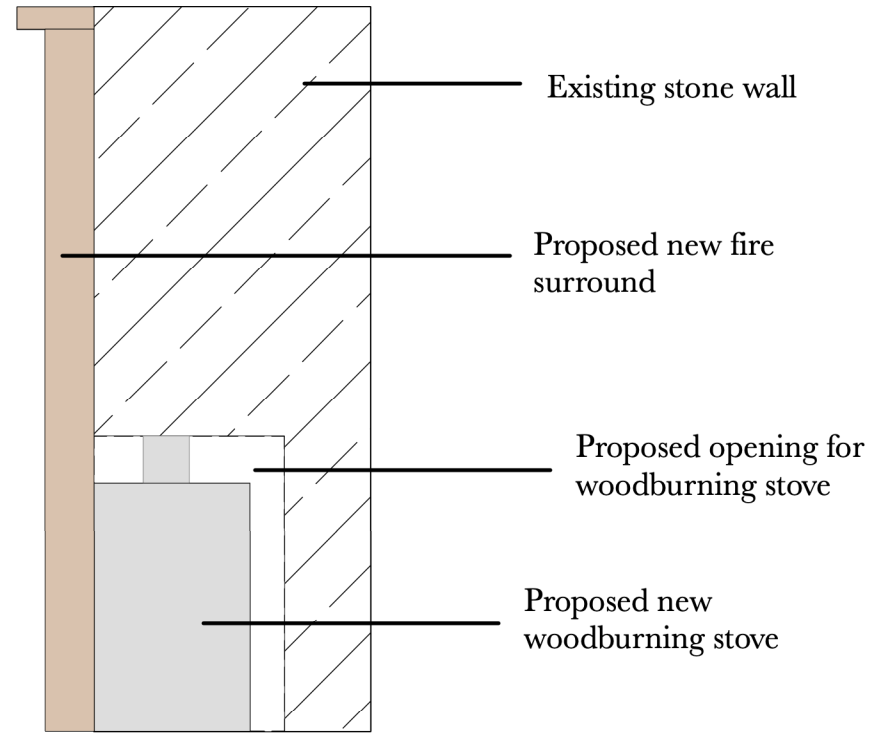 Existing stone wall
Proposed new fire
surround
Proposed opening for
woodburning stove
Proposed new
woodburning stove